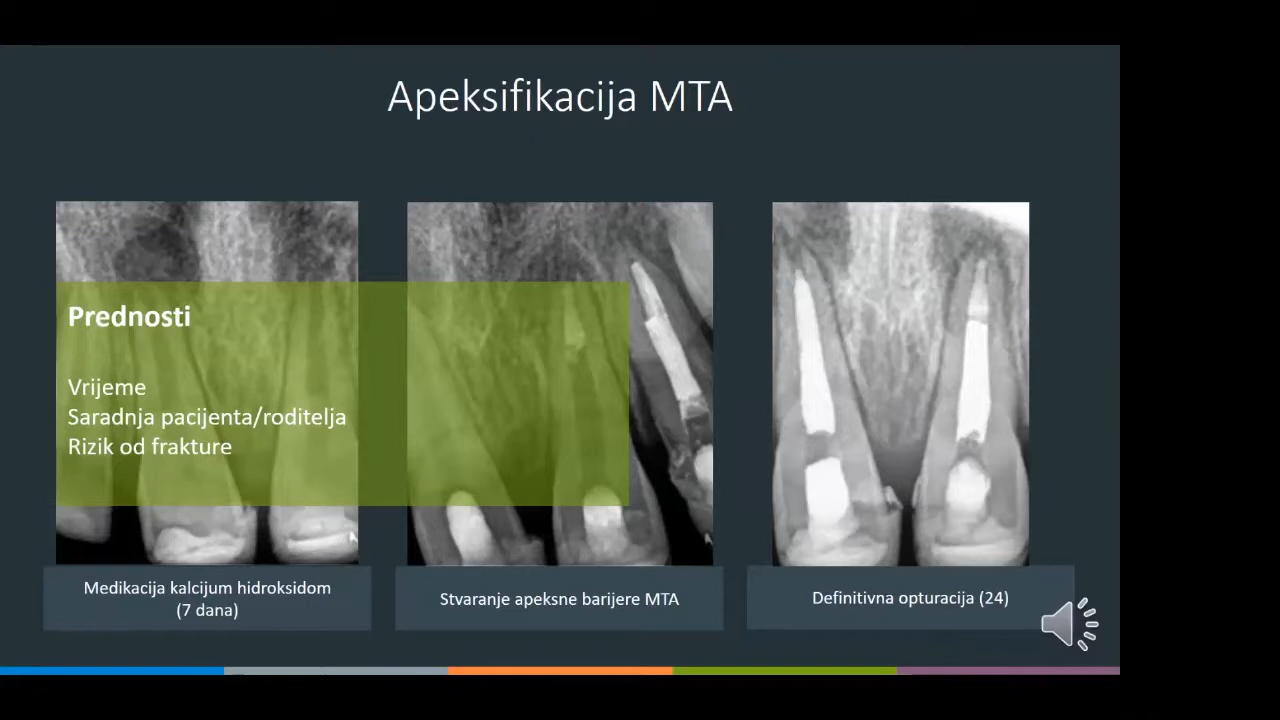 Apeksifikacija MTA
Prednosti
Vrijeme
Saradnja pacijenta/roditelja
Rizik od frakture
Medikacija kalcijum hidroksidom
(7 dana)
Stvaranje apeksne barijere MTA
Definitivna opturacija (24)